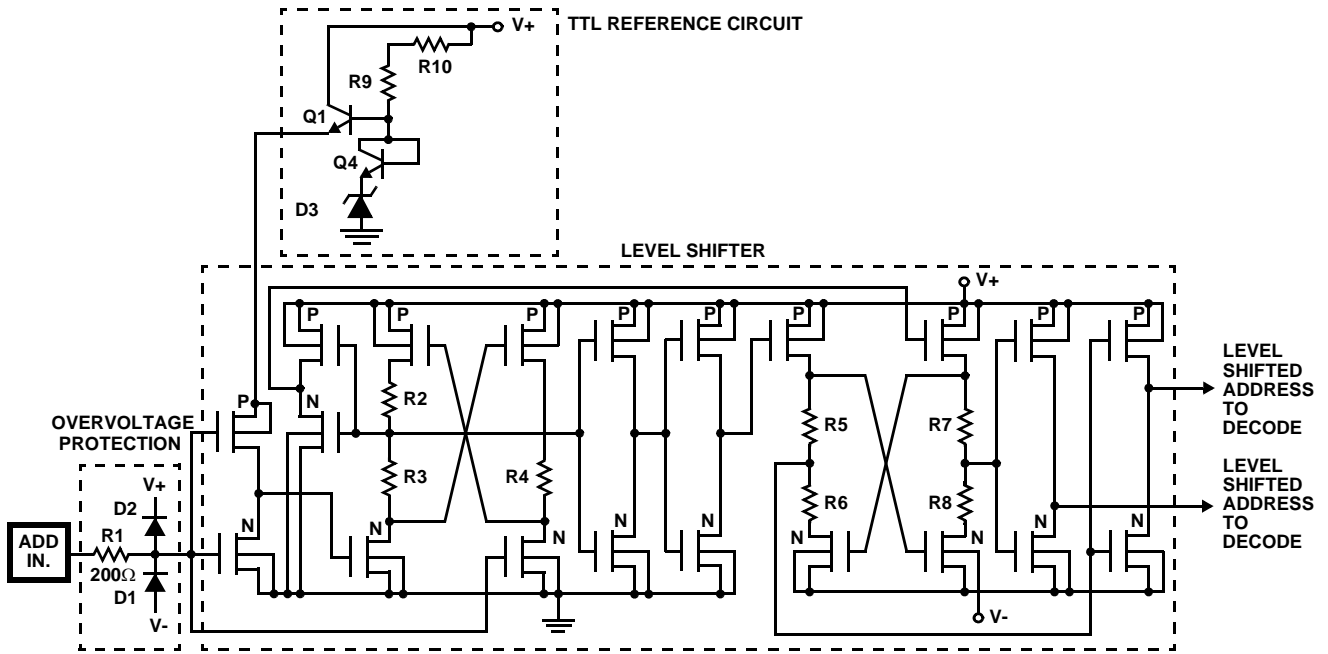 TTL REFERENCE CIRCUIT
V+
R10
R9
Q1
Q4
D3
LEVEL SHIFTER
V+
P
P
P
P
P
P
P
P
P
R2
R3
R4
R5
R6
R7
R8
P
N
N
N
N
N
N
N
N
N
N
N
OVERVOLTAGE
PROTECTION
V+
D2
R1
200Ω
D1
V-
ADD
IN.
V-
LEVEL
SHIFTED
ADDRESS
TO
DECODE
LEVEL
SHIFTED
ADDRESS
TO
DECODE